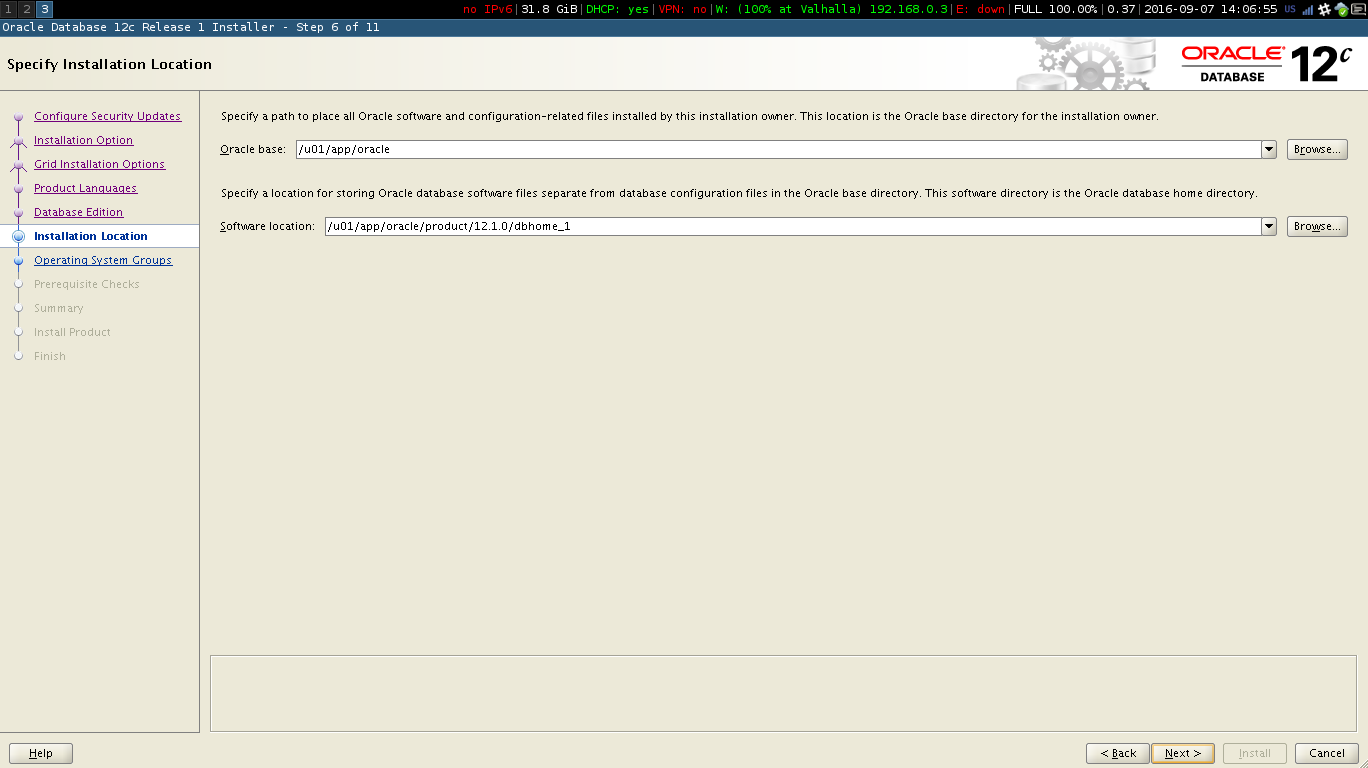 1 2 3 no IPv6|31.8 GiB|DHCP: yes|VPN: no|W: (100% at Valhalla) 192.168.0.3|E: down|FULL 100.00%|0.37|2016-09-07 14:06:55 US
Oracle Database 12c Release 1 Installer - Step 6 of 11
Specify Installation Location
ORACLE
DATABASE
12c
Configure Security Updates
Installation Option
Grid Installation Options
Product Languages
Database Edition
Installation Location
Operating System Groups
Prerequisite Checks
Summary
Install Product
Finish
Specify a path to place all Oracle software and configuration-related files installed by this installation owner. This location is the Oracle base directory for the installation owner.
Oracle base: /u01/app/oracle Browse...
Specify a location for storing Oracle database software files separate from database configuration files in the Oracle base directory. This software directory is the Oracle database home directory.
Software location: /u01/app/oracle/product/12.1.0/dbhome_1 Browse...
Help < Back Next > Install Cancel